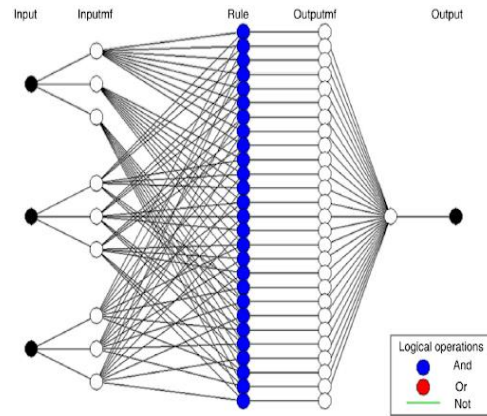 Input Inputmf Rule Outputmf Output
Logical operations
And
Or
Not